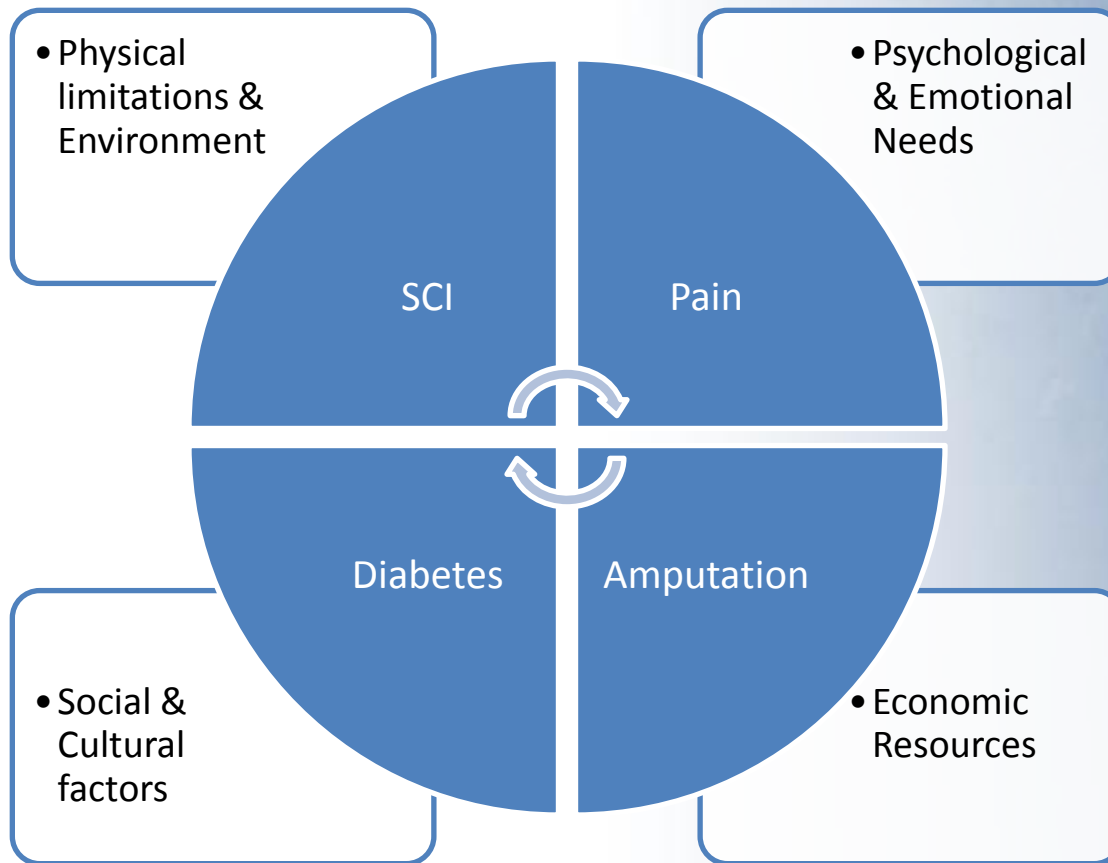 • Physical
limitations &
Environment
• Psychological
& Emotional
Needs
SCI
Pain
Diabetes
Amputation
• Social &
Cultural
factors
• Economic
Resources